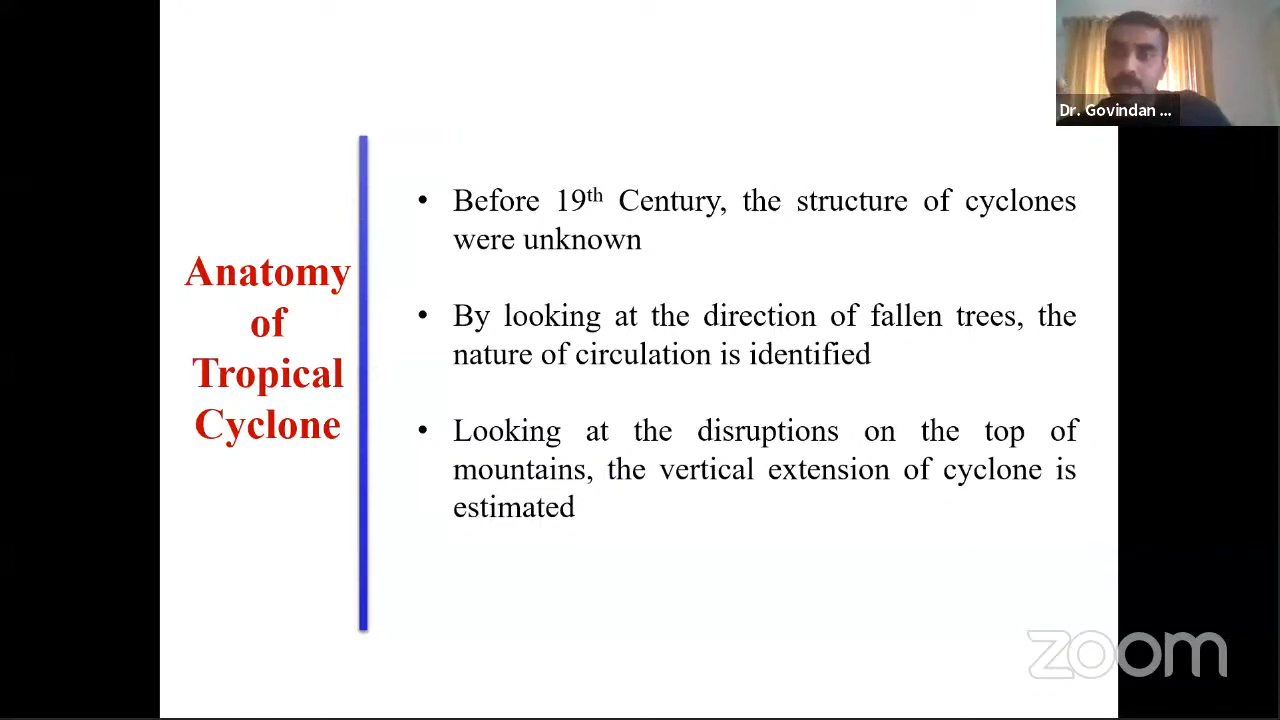 Dr. Govindan ...
Anatomy
of
Tropical
Cyclone
• Before 19th Century, the structure of cyclones
were unknown
• By looking at the direction of fallen trees, the
nature of circulation is identified
• Looking at the disruptions on the top of
mountains, the vertical extension of cyclone is
estimated
zoom